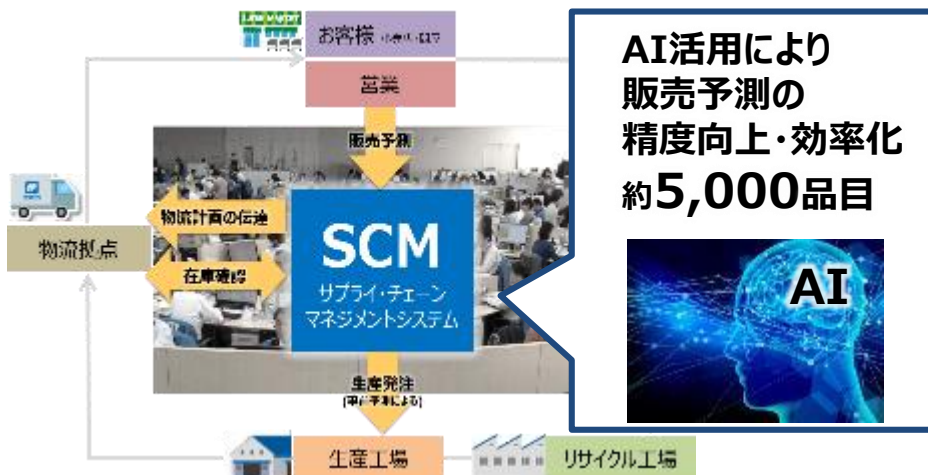 お客様
営業
販売予測
物流計画の伝達
物流拠点
在庫確認
SCM
サプライ・チェーン
マネジメントシステム
生産発注
生産工場
リサイクル工場
AI活用により
販売予測の
精度向上・効率化
約5,000品目
AI